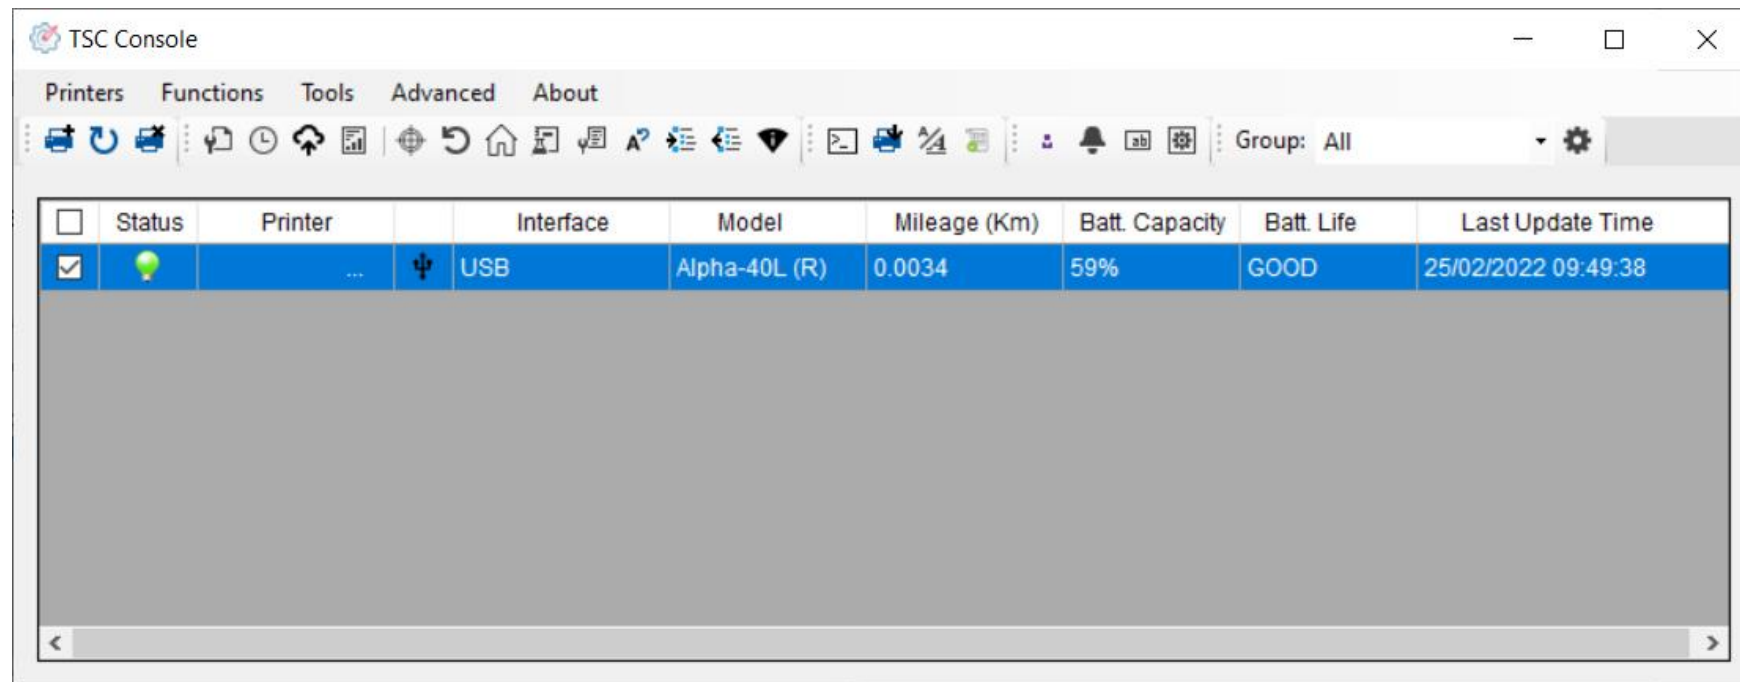 TSC Console
Printers Functions Tools Advanced About
Group: All
Status Printer Interface Model Mileage (Km) Batt. Capacity Batt. Life Last Update Time
... USB Alpha-40L (R) 0.0034 59% GOOD 25/02/2022 09:49:38